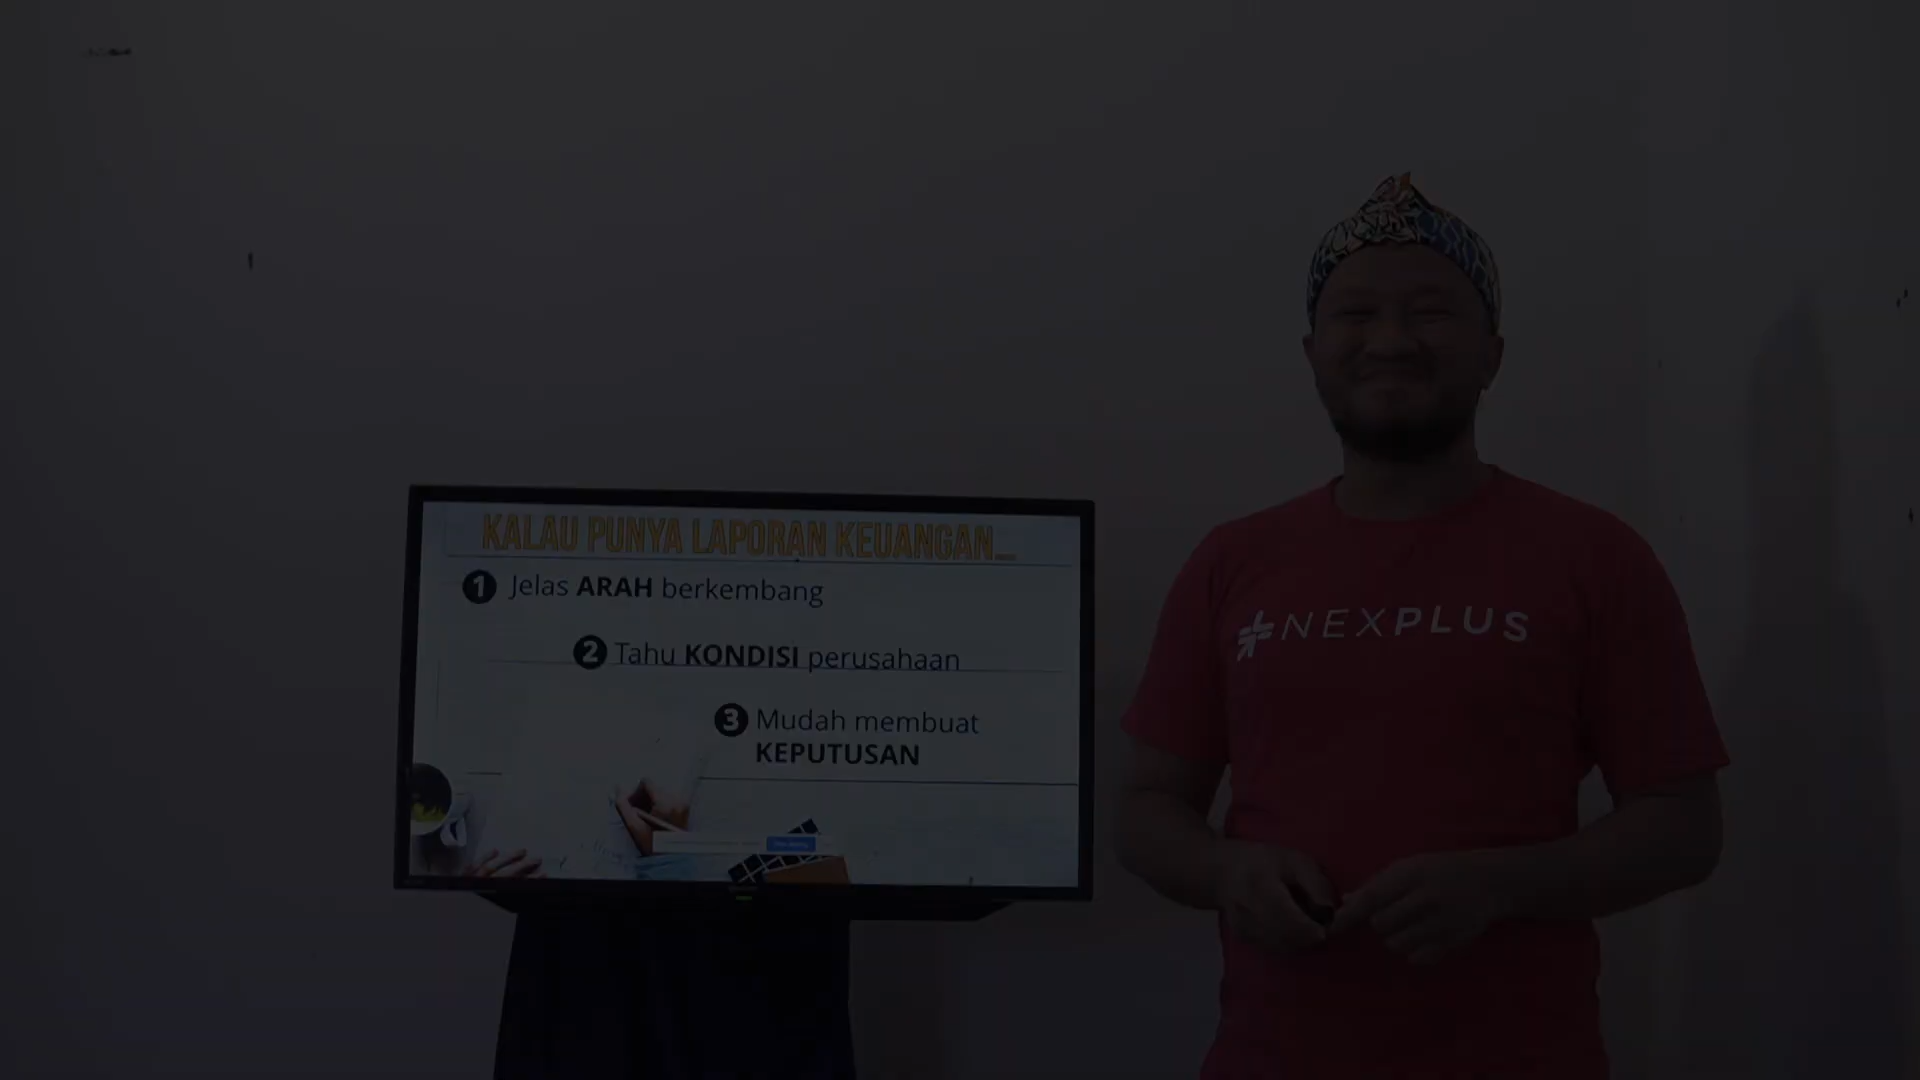 KALAU PUNYA LAPORAN KEUANGAN...
1 Jelas ARAH berkembang
2 Tahu KONDISI perusahaan
3 Mudah membuat
KEPUTUSAN
NEXPLUS